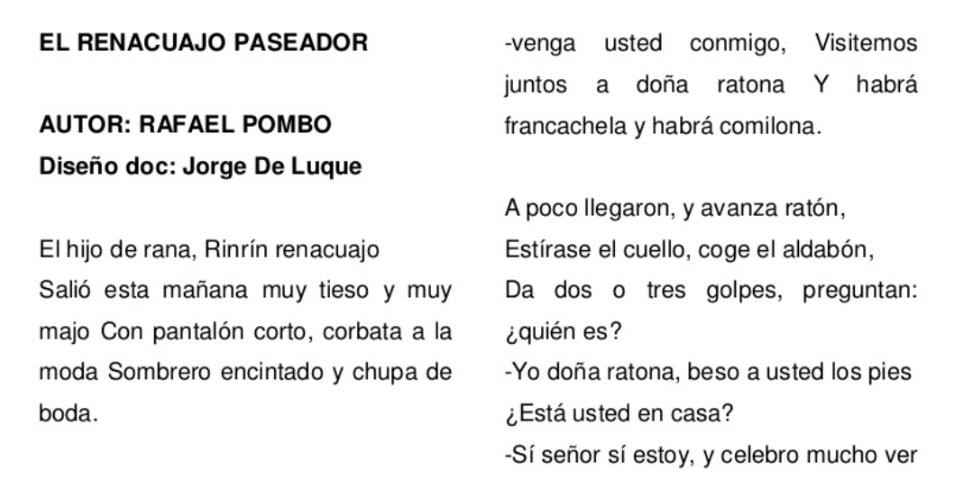 EL RENACUAJO PASEADOR
AUTOR: RAFAEL POMBO
Diseño doc: Jorge De Luque
El hijo de rana, Rinrín renacuajo
Salió esta mañana muy tieso y muy
majo Con pantalón corto, corbata a la
moda Sombrero encintado y chupa de
boda.
-venga usted conmigo, Visitemos
juntos a doña ratona Y habrá
francachela y habrá comilona.
A poco llegaron, y avanza ratón,
Estírase el cuello, coge el aldabón,
Da dos o tres golpes, preguntan:
¿quién es?
-Yo doña ratona, beso a usted los pies
¿Está usted en casa?
-Sí señor sí estoy, y celebro mucho ver